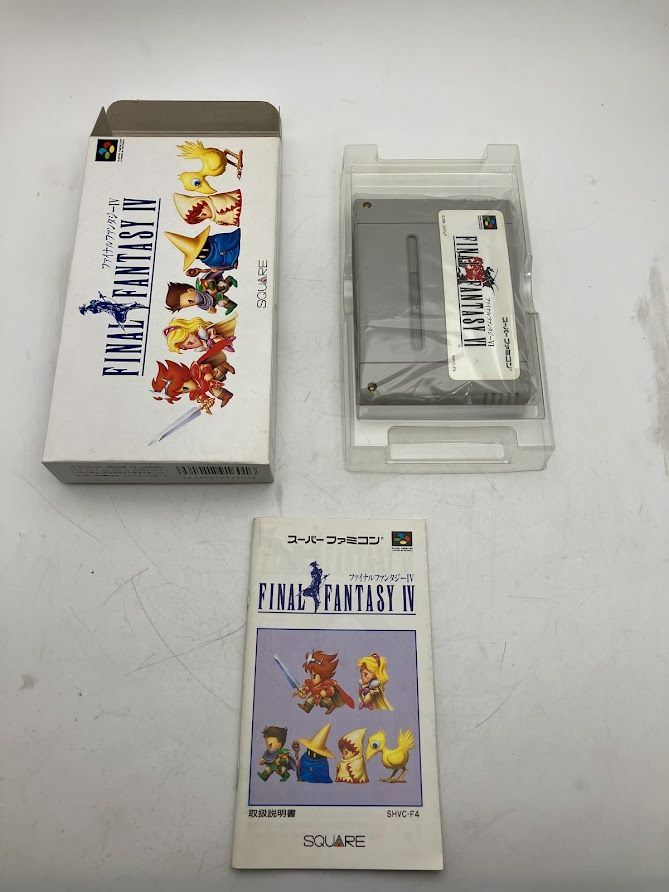 ファイナルファンタジーIV
FINAL FANTASY IV
SQUARE
スーパーファミコン
ファイナルファンタジーVI
FINAL FANTASY VI
スーパーファミコン
ファイナルファンタジーIV
FINAL FANTASY IV
取扱説明書
SHVC-F4
SQUARE